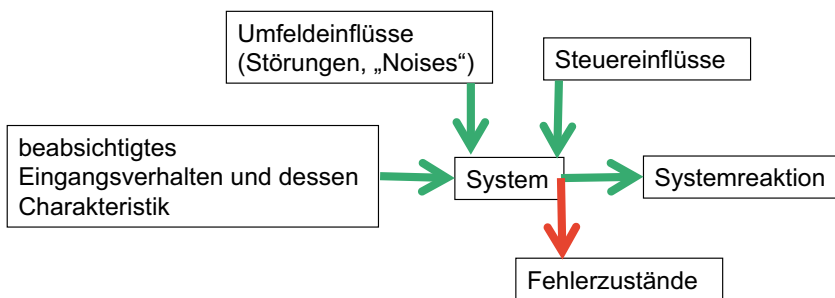 Umfeldeinflüsse
(Störungen, „Noises“)
Steuereinflüsse
beabsichtigtes
Eingangsverhalten und dessen
Charakteristik
System
Systemreaktion
Fehlerzustände